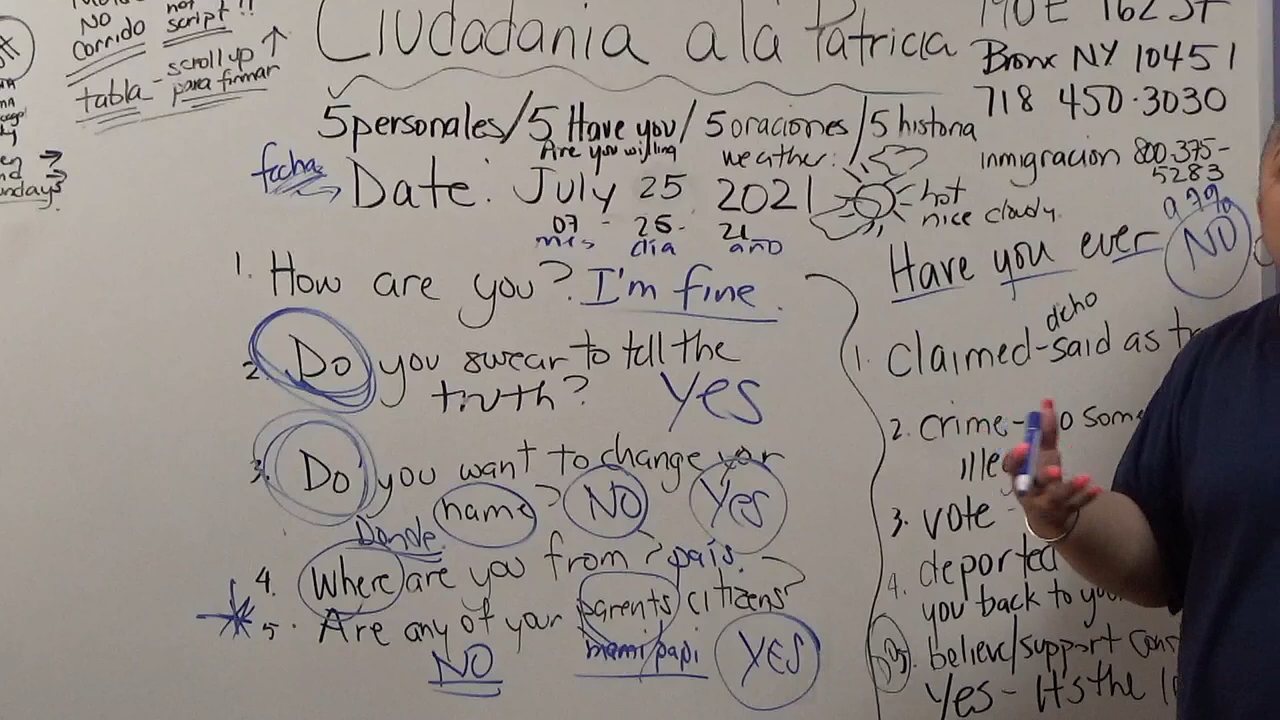 NO not
corrido script!!
tabla - scroll up
para firmar
Ciudadania a la Patricia
190 E 162 ST
Bronx NY 10451
718 450.3030
5 personales/5 Have you/5 oraciones/5 historia
Are you willing
weather:
inmigracion 800.375-
5283
fecha
Date: July 25 2021
hot
nice cloudy
07 - 25 - 21
mes dia año
1. How are you? I'm fine.
2. Do you swear to tell the
truth? Yes
3. Do you want to change yor
name? NO Yes
Donde
4. Where are you from? pais.
5. Are any of your parents citizens?
NO mami/papi YES
Have you ever NO
dicho
1. Claimed - said as
2. crime -
3. vote -
4. deported
you back to
believe/support
Yes - It's the